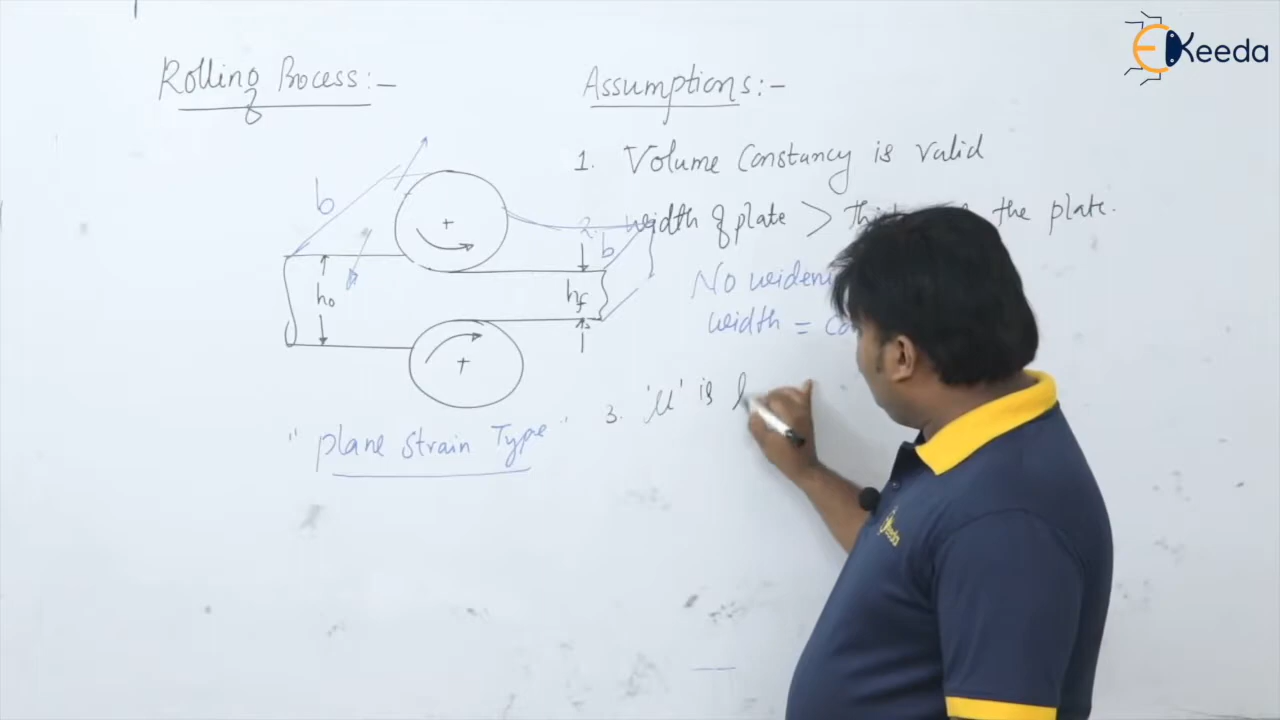 EKeeda
Rolling Process:-
b
h₀
b
hf
" plane strain Type "
Assumptions:-
1. Volume Constancy is valid
2. width of plate > the plate.
No
width =
3. 'μ' is
Keeda